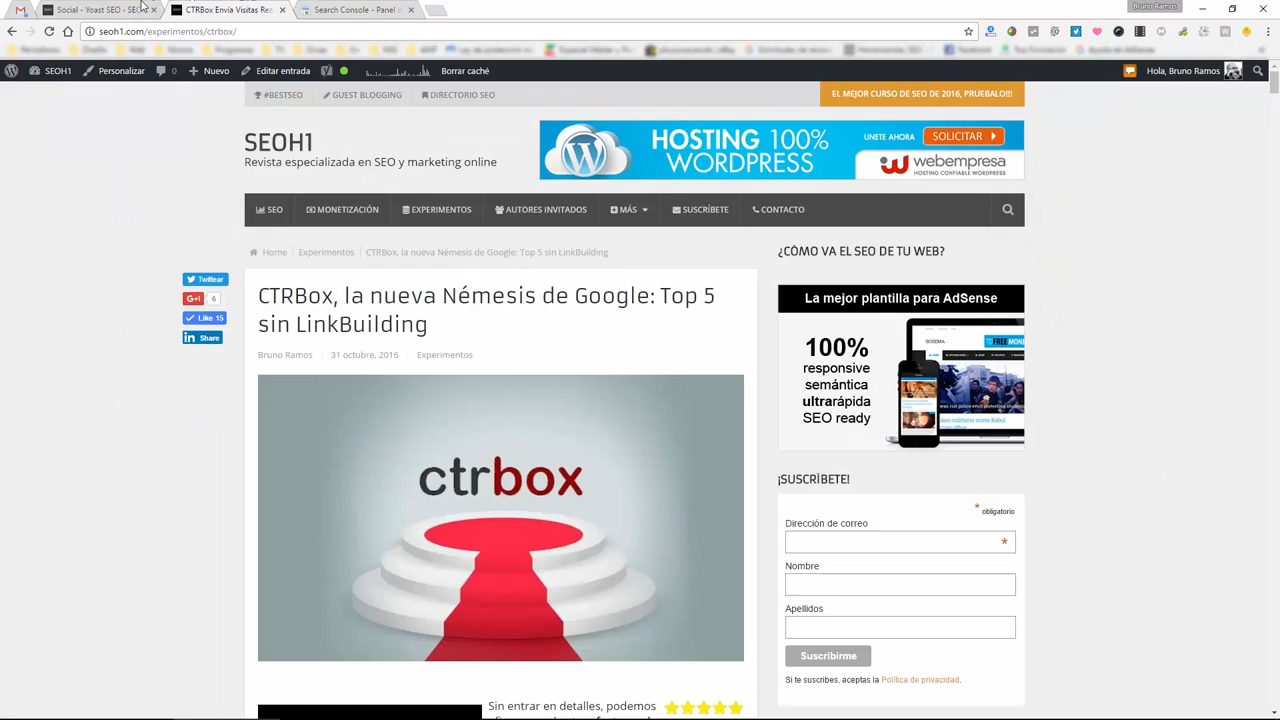 Social - Yoast SEO ‹ SEO
CTRBox Envía Visitas Re
Search Console - Panel d
Bruno Ramos
seoh1.com/experimentos/ctrbox/
SEOH1
Personalizar
0
Nuevo
Editar entrada
Borrar caché
Hola, Bruno Ramos
#BESTSEO
GUEST BLOGGING
DIRECTORIO SEO
EL MEJOR CURSO DE SEO DE 2016, PRUEBALO!!!
SEOH1
Revista especializada en SEO y marketing online
HOSTING 100%
WORDPRESS
UNETE AHORA
SOLICITAR
webempresa
HOSTING CONFIABLE WORDPRESS
SEO
MONETIZACIÓN
EXPERIMENTOS
AUTORES INVITADOS
MÁS
SUSCRÍBETE
CONTACTO
Home
Experimentos
CTRBox, la nueva Némesis de Google: Top 5 sin LinkBuilding
Twittear
G+1
6
Like 15
Share
CTRBox, la nueva Némesis de Google: Top 5
sin LinkBuilding
Bruno Ramos
31 octubre, 2016
Experimentos
ctrbox
Sin entrar en detalles, podemos
¿CÓMO VA EL SEO DE TU WEB?
La mejor plantilla para AdSense
100%
responsive
semántica
ultrarápida
SEO ready
SCHEMA
¡SUSCRÍBETE!
* obligatorio
Dirección de correo
*
Nombre
Apellidos
Suscribirme
Si te suscribes, aceptas la Política de privacidad.